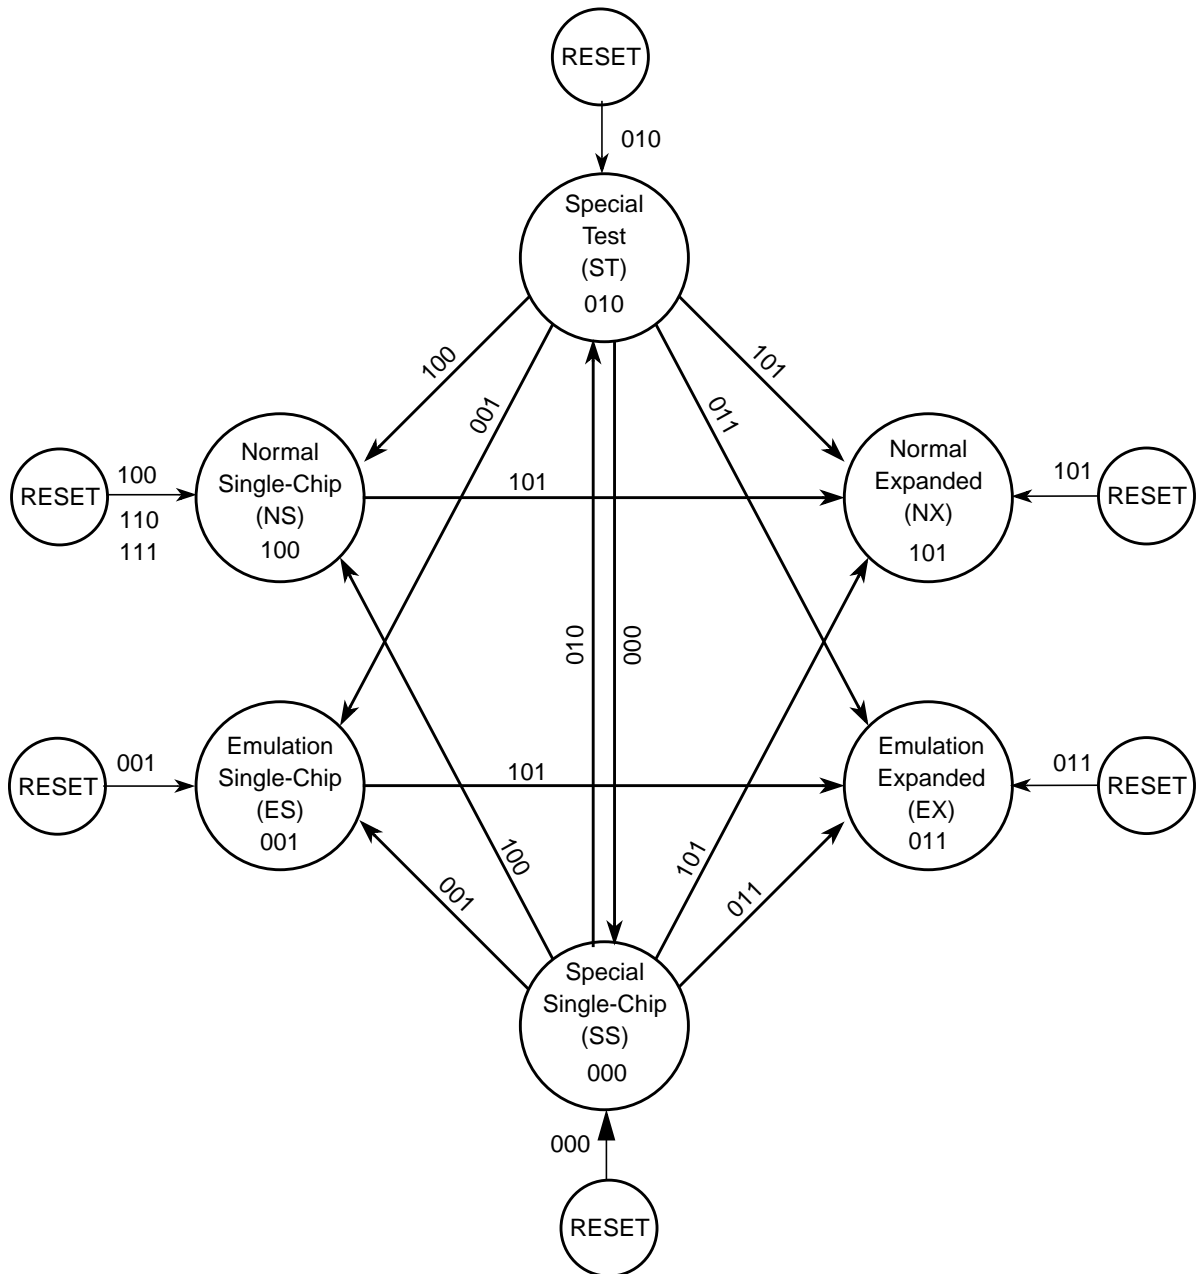 RESET
010
Special
Test
(ST)
010
100
001
101
011
Normal
Single-Chip
(NS)
100
Normal
Expanded
(NX)
101
RESET
100
110
111
101
101
RESET
010
000
Emulation
Single-Chip
(ES)
001
Emulation
Expanded
(EX)
011
RESET
001
101
011
RESET
001
100
101
011
Special
Single-Chip
(SS)
000
000
RESET